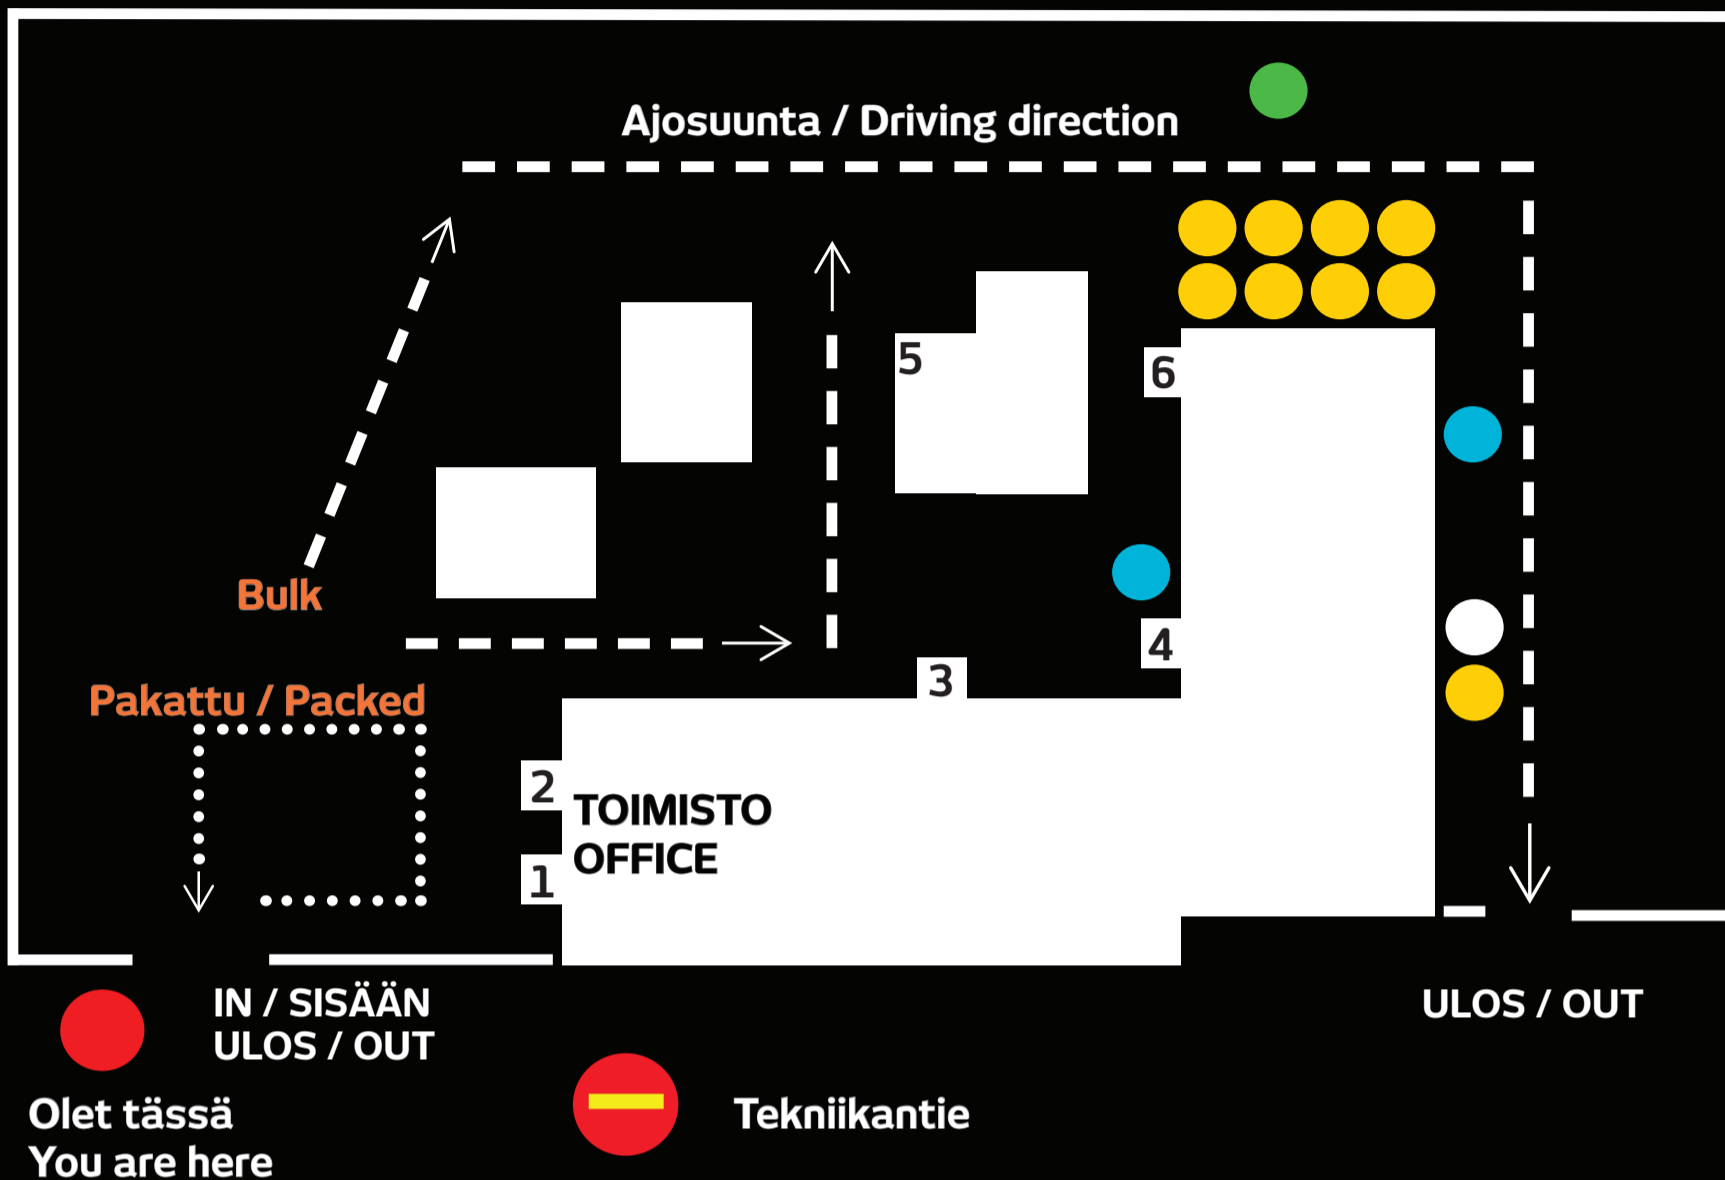 Ajosuunta / Driving direction
5
6
Bulk
4
3
Pakattu / Packed
2
TOIMISTO
OFFICE
1
IN / SISÄÄN
ULOS / OUT
ULOS / OUT
Olet tässä
You are here
Tekniikantie